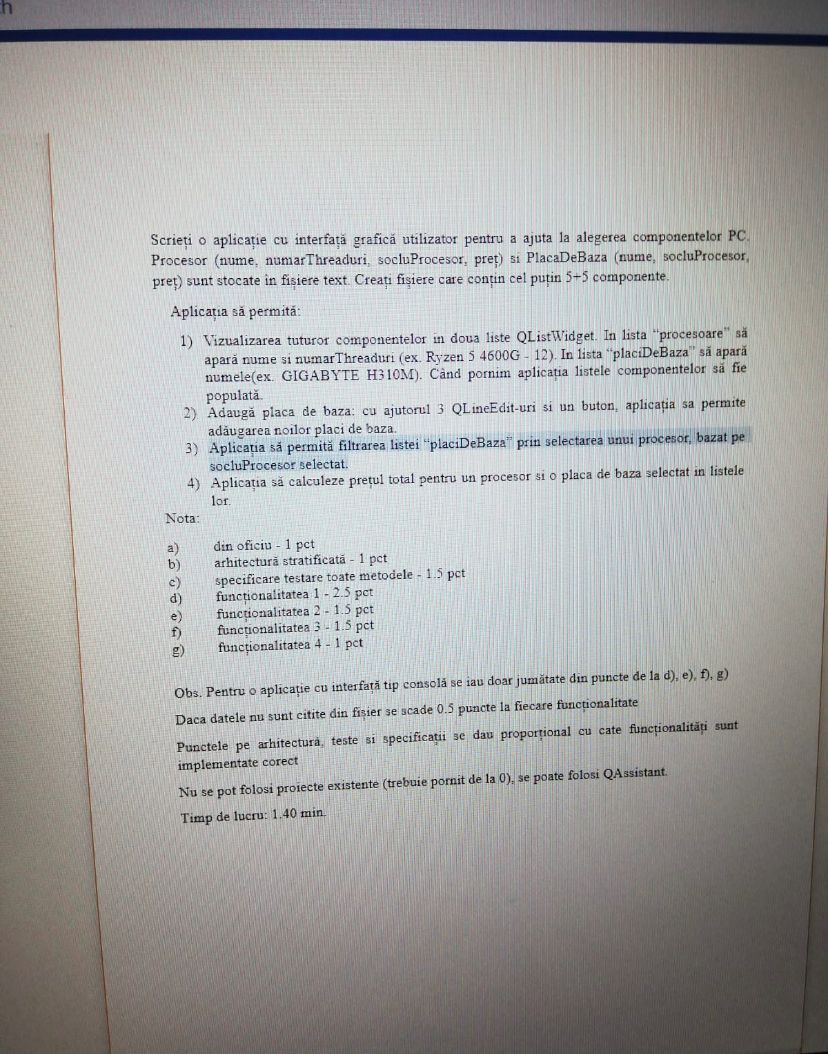 h
Scrieți o aplicație cu interfață grafică utilizator pentru a ajuta la alegerea componentelor PC.
Procesor (nume, numarThreaduri, socluProcesor, preț) si PlacaDeBaza (nume, socluProcesor,
preț) sunt stocate în fișiere text. Creați fișiere care conțin cel puțin 5+5 componente.
Aplicația să permită:
1) Vizualizarea tuturor componentelor in doua liste QListWidget. In lista “procesoare” să
apară nume si numarThreaduri (ex. Ryzen 5 4600G - 12). In lista “placiDeBaza” să apară
numele(ex. GIGABYTE H310M). Când pornim aplicația listele componentelor să fie
populată.
2) Adaugă placa de baza: cu ajutorul 3 QLineEdit-uri si un buton, aplicația sa permite
adăugarea noilor placi de baza.
3) Aplicația să permită filtrarea listei “placiDeBaza” prin selectarea unui procesor, bazat pe
socluProcesor selectat.
4) Aplicația să calculeze prețul total pentru un procesor si o placa de baza selectat in listele
lor.
Nota:
a) din oficiu - 1 pct
b) arhitectură stratificată - 1 pct
c) specificare testare toate metodele - 1.5 pct
d) funcționalitatea 1 - 2.5 pct
e) funcționalitatea 2 - 1.5 pct
f) funcționalitatea 3 - 1.5 pct
g) funcționalitatea 4 - 1 pct
Obs. Pentru o aplicație cu interfață tip consolă se iau doar jumătate din puncte de la d), e), f), g)
Daca datele nu sunt citite din fișier se scade 0.5 puncte la fiecare funcționalitate
Punctele pe arhitectură, teste si specificații se dau proporțional cu cate funcționalități sunt
implementate corect
Nu se pot folosi proiecte existente (trebuie pornit de la 0), se poate folosi QAssistant.
Timp de lucru: 1.40 min.